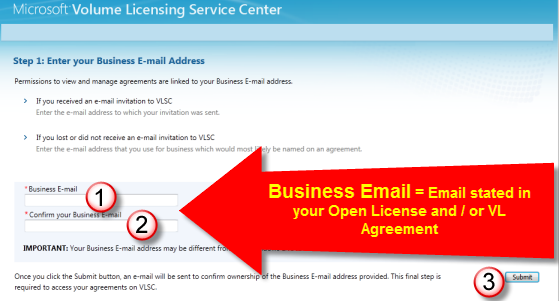 Microsoft Volume Licensing Service Center
Step 1: Enter your Business E-mail Address
Permissions to view and manage agreements are linked to your Business E-mail address.
> If you received an e-mail invitation to VLSC
Enter the e-mail address to which your invitation was sent.
> If you lost or did not receive an e-mail invitation to VLSC
Enter the e-mail address that you use for business which would most likely be named on an agreement.
* Business E-mail
1
* Confirm your Business E-mail
2
Business Email = Email stated in
your Open License and / or VL
Agreement
IMPORTANT: Your Business E-mail address may be different from
Once you click the Submit button, an e-mail will be sent to confirm ownership of the Business E-mail address provided. This final step is
required to access your agreements on VLSC.
3
Submit